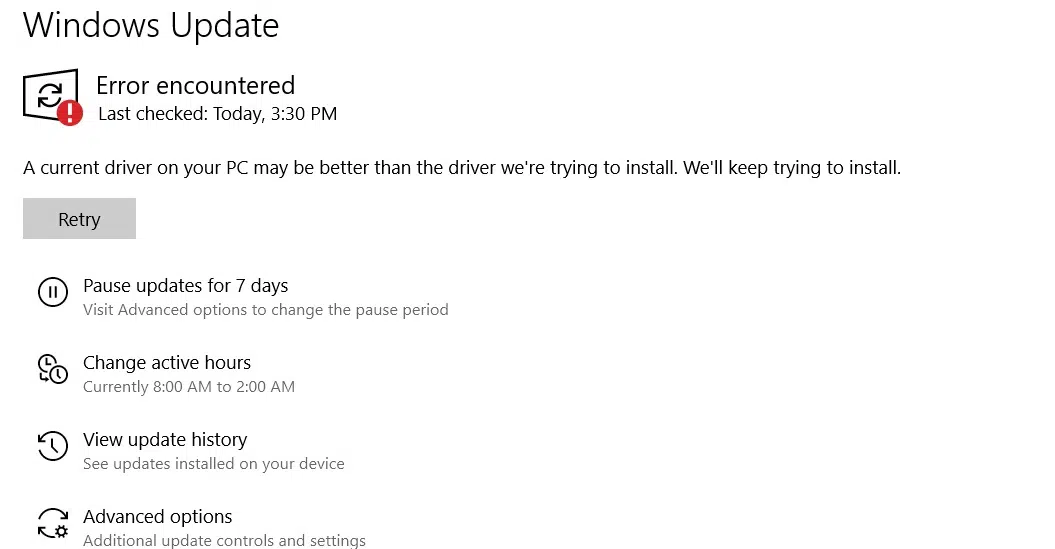 Windows Update
Error encountered
Last checked: Today, 3:30 PM
A current driver on your PC may be better than the driver we're trying to install. We'll keep trying to install.
Retry
Pause updates for 7 days
Visit Advanced options to change the pause period
Change active hours
Currently 8:00 AM to 2:00 AM
View update history
See updates installed on your device
Advanced options
Additional update controls and settings